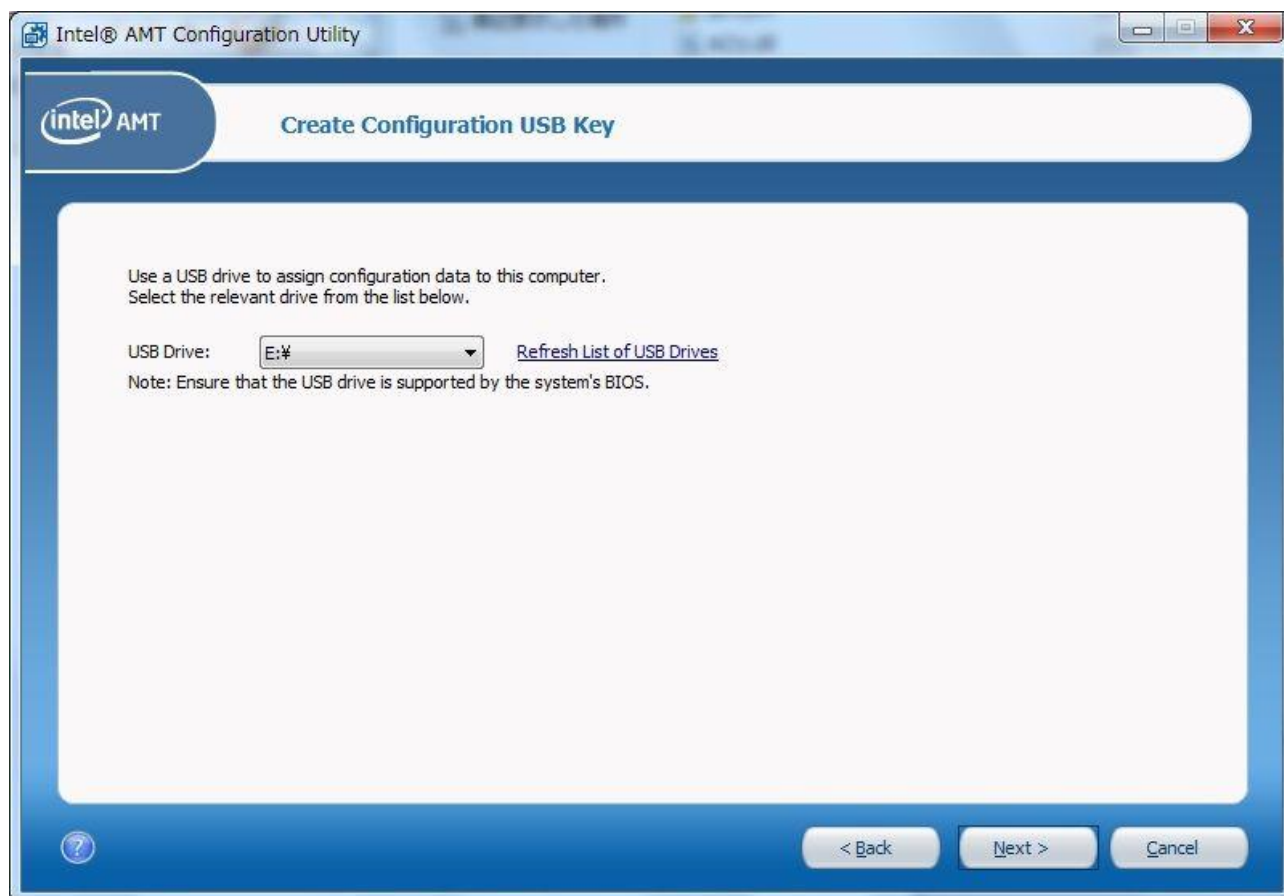 Intel® AMT Configuration Utility
intel AMT
Create Configuration USB Key
Use a USB drive to assign configuration data to this computer.
Select the relevant drive from the list below.
USB Drive: E:¥ Refresh List of USB Drives
Note: Ensure that the USB drive is supported by the system's BIOS.
? < Back Next > Cancel